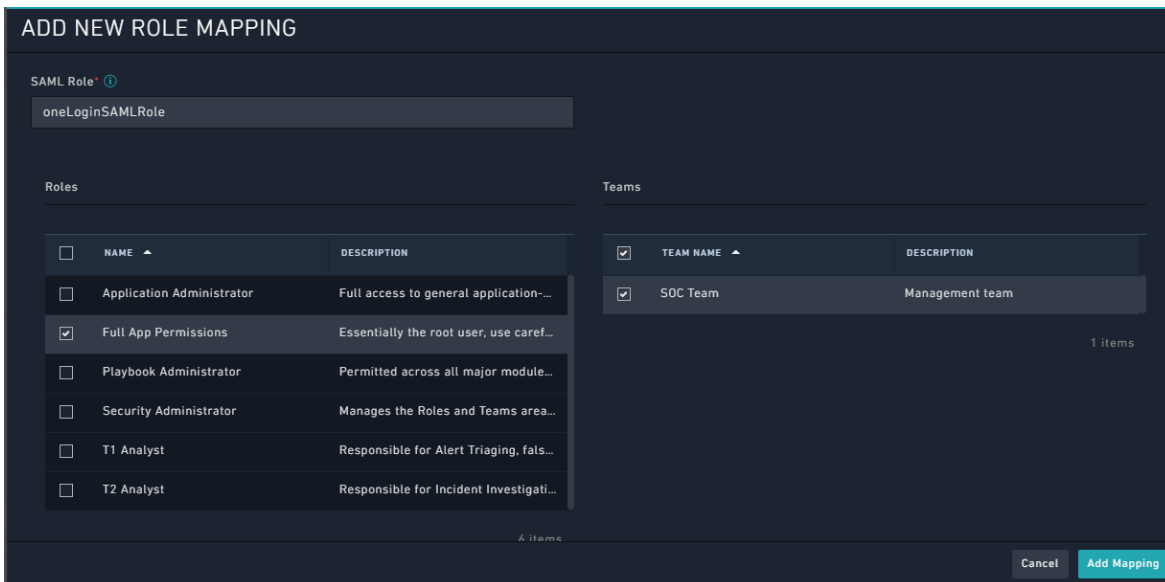 ADD NEW ROLE MAPPING
SAML Role*
oneLoginSAMLRole
Roles
NAME DESCRIPTION
Application Administrator Full access to general application-...
Full App Permissions Essentially the root user, use caref...
Playbook Administrator Permitted across all major module...
Security Administrator Manages the Roles and Teams area...
T1 Analyst Responsible for Alert Triaging, fals...
T2 Analyst Responsible for Incident Investigati...
6 items
Teams
TEAM NAME DESCRIPTION
SOC Team Management team
1 items
Cancel Add Mapping